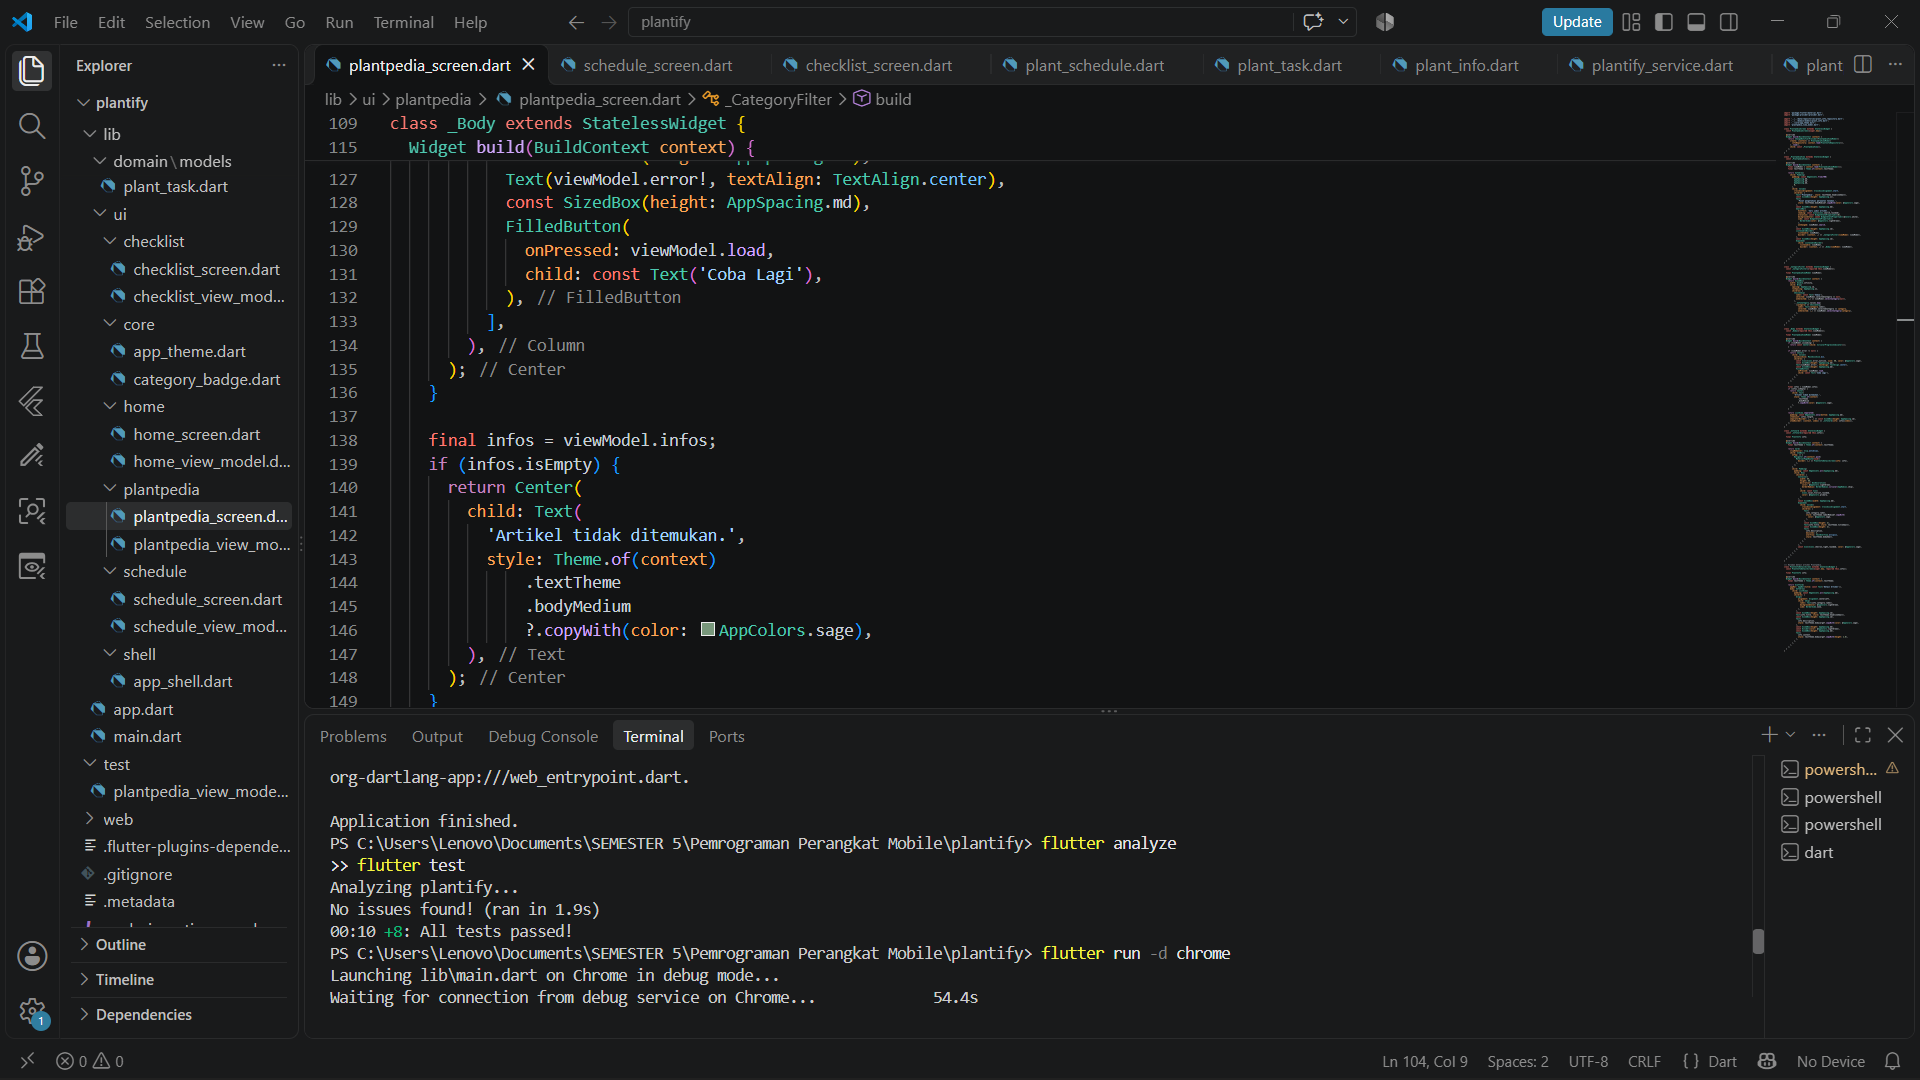 File Edit Selection View Go Run Terminal Help
plantify
Update
Explorer
plantify
lib
domain\models
plant_task.dart
ui
checklist
checklist_screen.dart
checklist_view_mod...
core
app_theme.dart
category_badge.dart
home
home_screen.dart
home_view_model.d...
plantpedia
plantpedia_screen.d...
plantpedia_view_mo...
schedule
schedule_screen.dart
schedule_view_mod...
shell
app_shell.dart
app.dart
main.dart
test
plantpedia_view_mode...
web
.flutter-plugins-depende...
.gitignore
.metadata
Outline
Timeline
Dependencies
1
plantpedia_screen.dart schedule_screen.dart checklist_screen.dart plant_schedule.dart plant_task.dart plant_info.dart plantify_service.dart plant
lib > ui > plantpedia > plantpedia_screen.dart > _CategoryFilter > build
109 class _Body extends StatelessWidget {
115 Widget build(BuildContext context) {
127 Text(viewModel.error!, textAlign: TextAlign.center),
128 const SizedBox(height: AppSpacing.md),
129 FilledButton(
130 onPressed: viewModel.load,
131 child: const Text('Coba Lagi'),
132 ), // FilledButton
133 ],
134 ), // Column
135 ); // Center
136 }
137
138 final infos = viewModel.infos;
139 if (infos.isEmpty) {
140 return Center(
141 child: Text(
142 'Artikel tidak ditemukan.',
143 style: Theme.of(context)
144 .textTheme
145 .bodyMedium
146 ?.copyWith(color: AppColors.sage),
147 ), // Text
148 ); // Center
149 }
Problems Output Debug Console Terminal Ports
org-dartlang-app:///web_entrypoint.dart.
Application finished.
PS C:\Users\Lenovo\Documents\SEMESTER 5\Pemrograman Perangkat Mobile\plantify> flutter analyze
>> flutter test
Analyzing plantify...
No issues found! (ran in 1.9s)
00:10 +8: All tests passed!
PS C:\Users\Lenovo\Documents\SEMESTER 5\Pemrograman Perangkat Mobile\plantify> flutter run -d chrome
Launching lib\main.dart on Chrome in debug mode...
Waiting for connection from debug service on Chrome... 54.4s
powersh...
powershell
powershell
dart
0 0
Ln 104, Col 9 Spaces: 2 UTF-8 CRLF {} Dart No Device